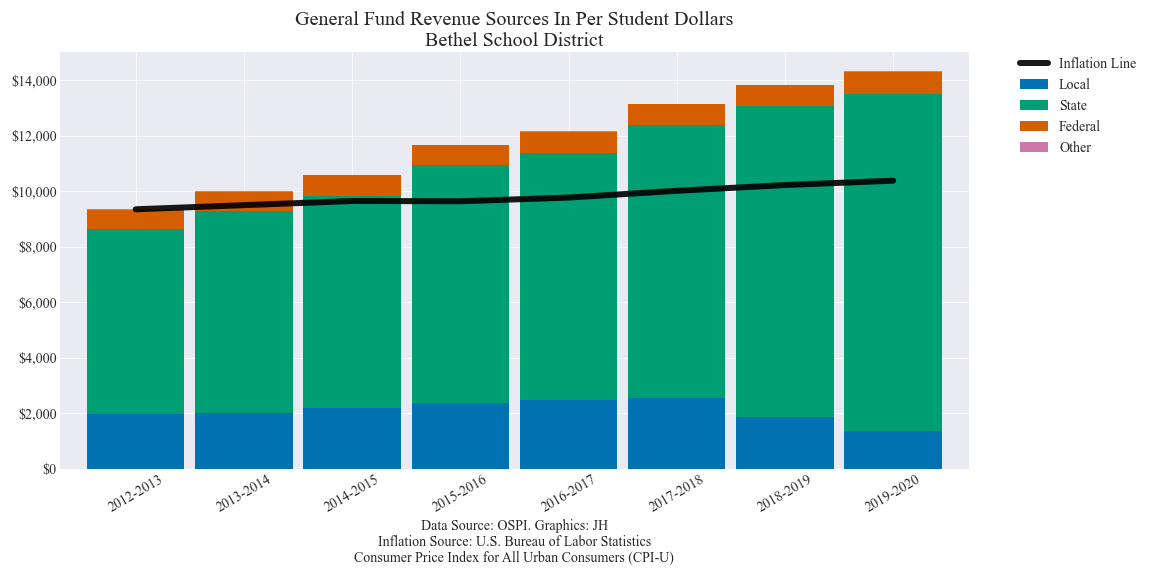 General Fund Revenue Sources In Per Student Dollars
Bethel School District
$14,000
$12,000
$10,000
$8,000
$6,000
$4,000
$2,000
$0
2012-2013
2013-2014
2014-2015
2015-2016
2016-2017
2017-2018
2018-2019
2019-2020
Inflation Line
Local
State
Federal
Other
Data Source: OSPI. Graphics: JH
Inflation Source: U.S. Bureau of Labor Statistics
Consumer Price Index for All Urban Consumers (CPI-U)